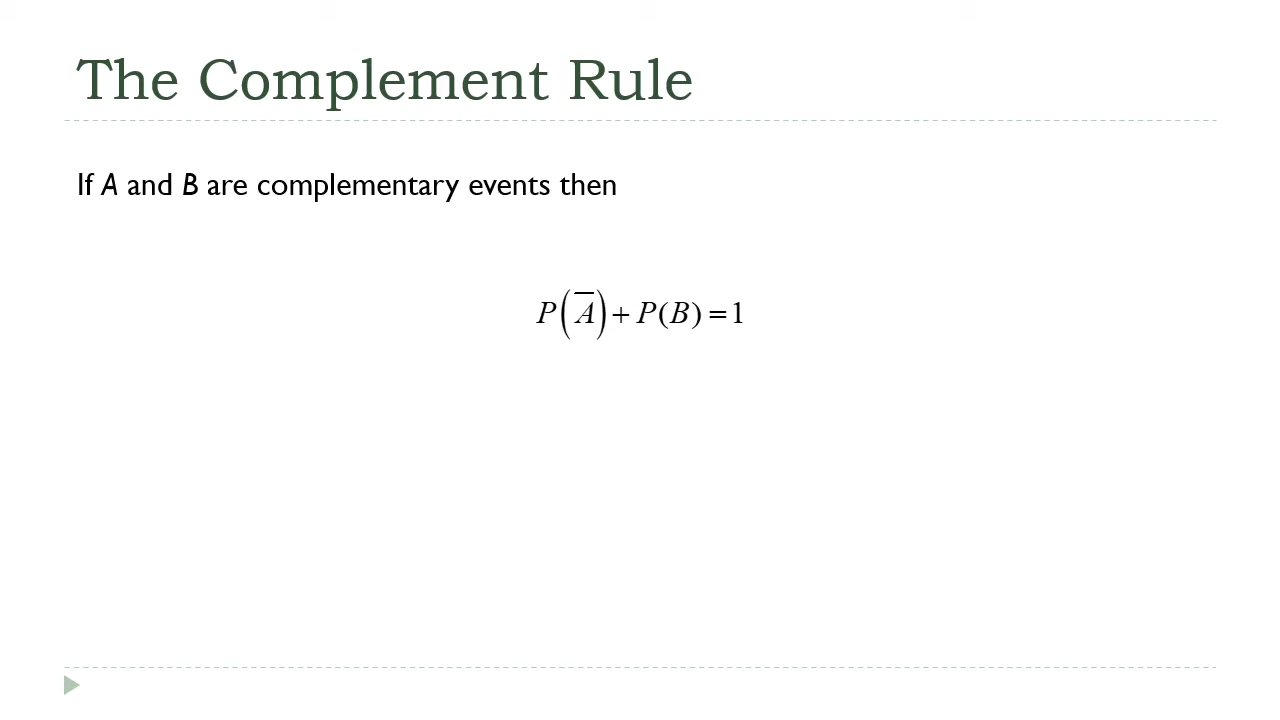 The Complement Rule
If A and B are complementary events then
P(A̅) + P(B) = 1